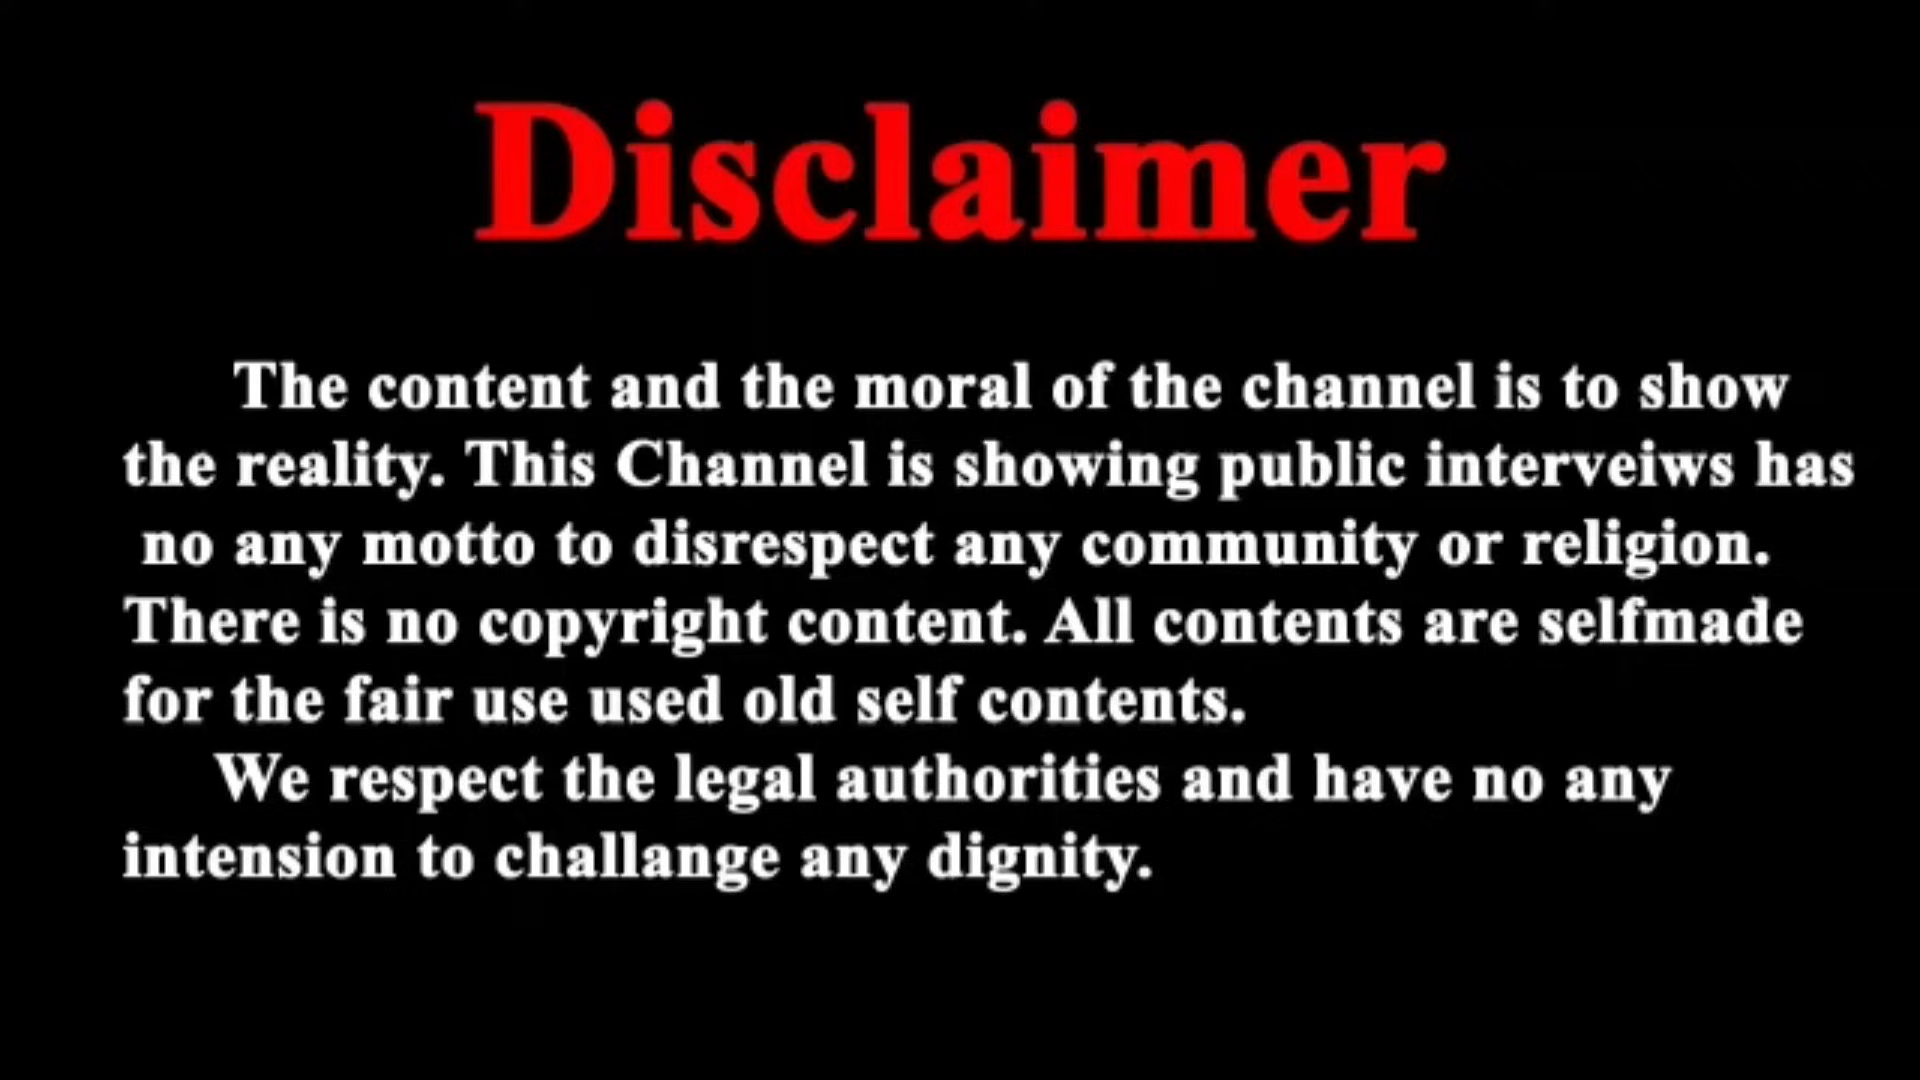 Disclaimer
The content and the moral of the channel is to show
the reality. This Channel is showing public interveiws has
no any motto to disrespect any community or religion.
There is no copyright content. All contents are selfmade
for the fair use used old self contents.
We respect the legal authorities and have no any
intension to challange any dignity.